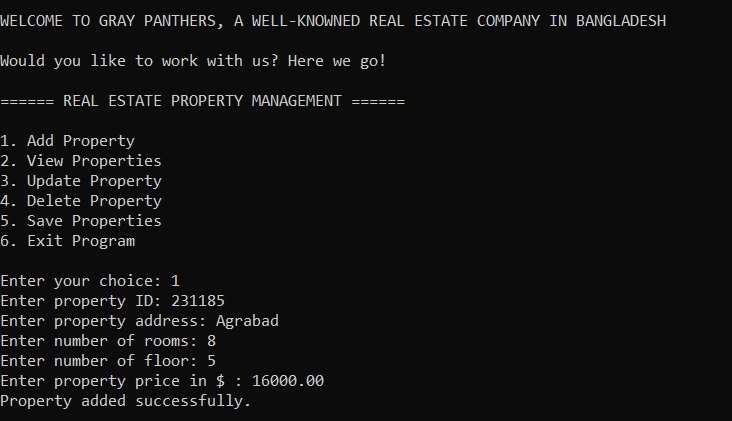 WELCOME TO GRAY PANTHERS, A WELL-KNOWNED REAL ESTATE COMPANY IN BANGLADESH
Would you like to work with us? Here we go!
====== REAL ESTATE PROPERTY MANAGEMENT ======
1. Add Property
2. View Properties
3. Update Property
4. Delete Property
5. Save Properties
6. Exit Program
Enter your choice: 1
Enter property ID: 231185
Enter property address: Agrabad
Enter number of rooms: 8
Enter number of floor: 5
Enter property price in $ : 16000.00
Property added successfully.